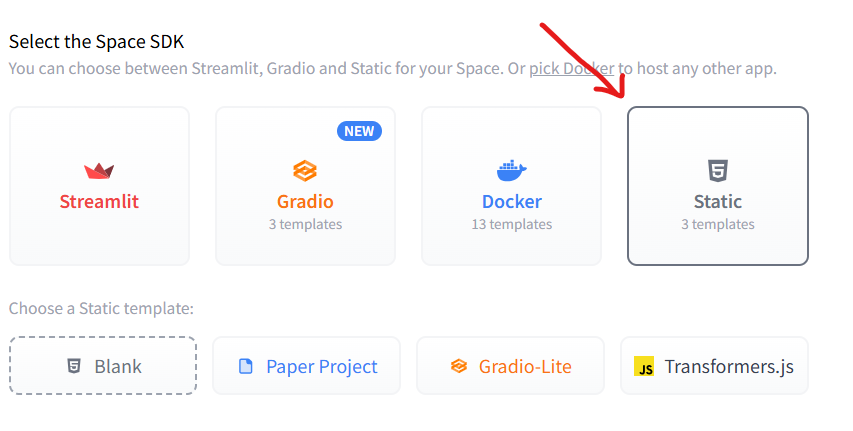 Select the Space SDK
You can choose between Streamlit, Gradio and Static for your Space. Or pick Docker to host any other app.
NEW
Streamlit
Gradio
3 templates
Docker
13 templates
Static
3 templates
Choose a Static template:
Blank
Paper Project
Gradio-Lite
JS
Transformers.js